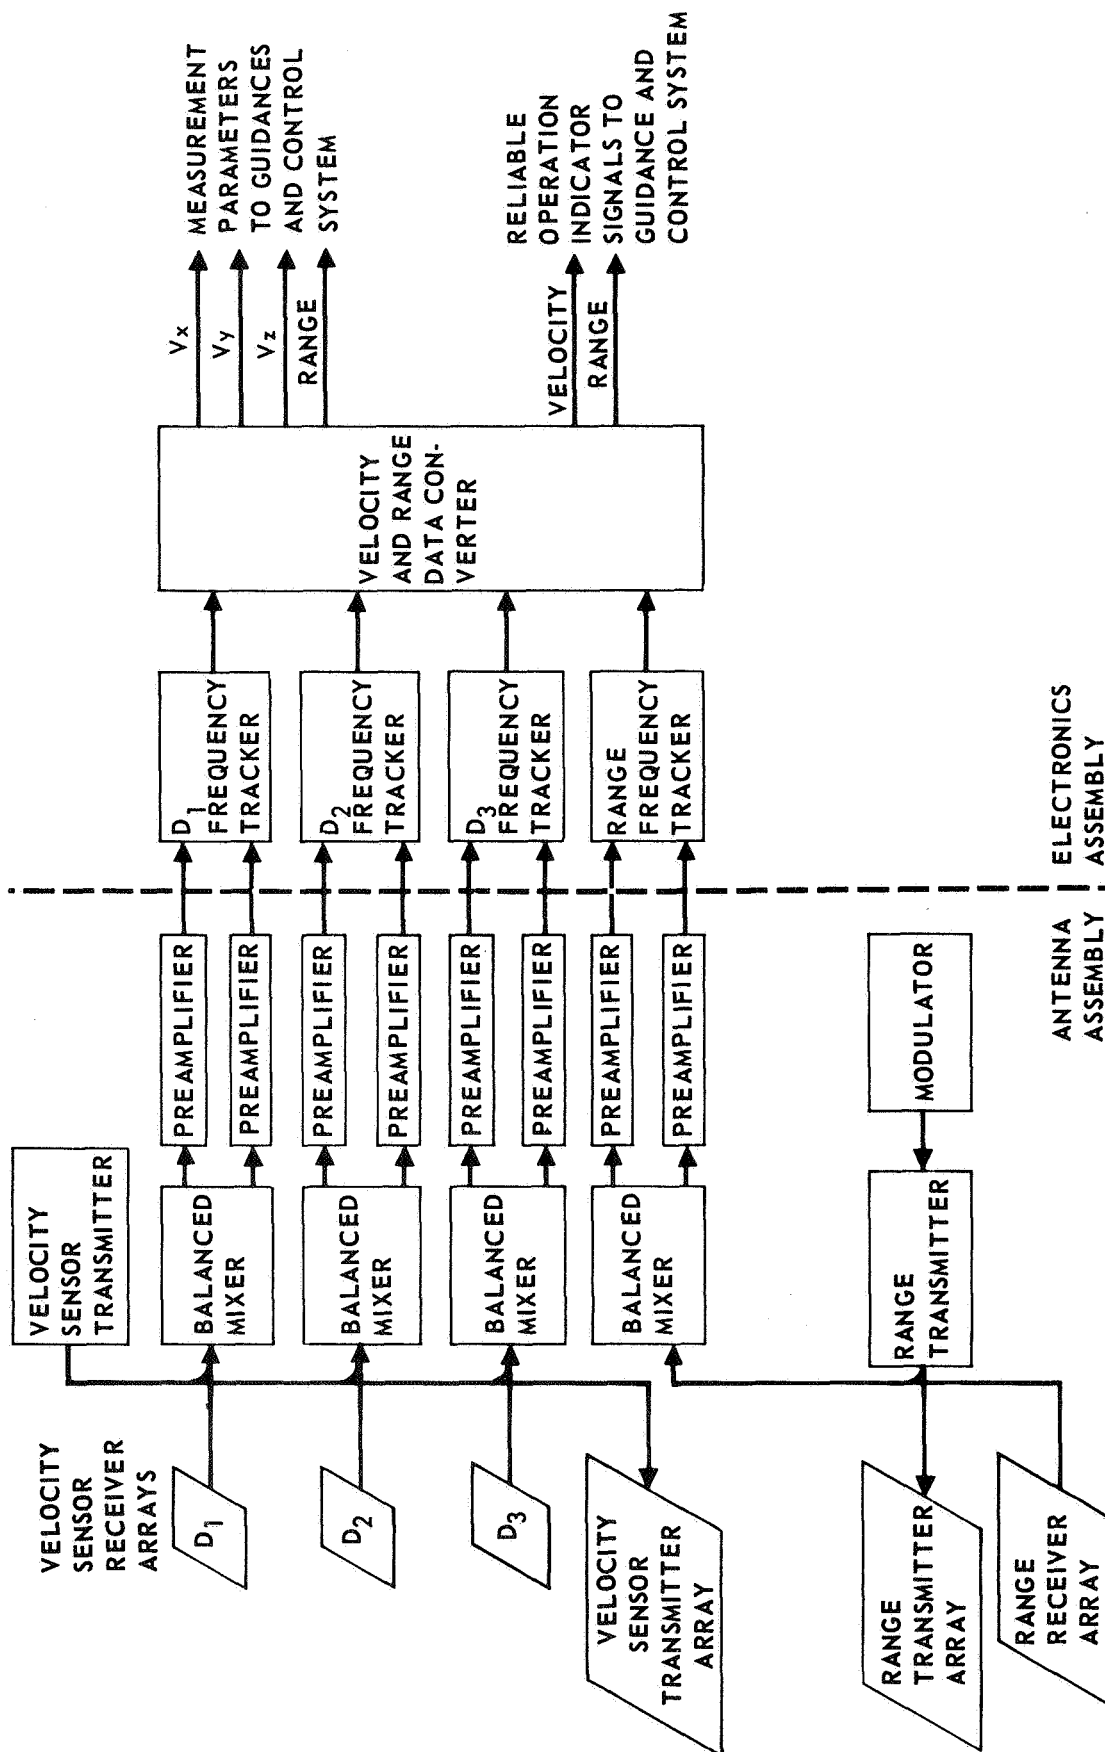 VELOCITY
SENSOR
RECEIVER
ARRAYS
D1
D2
D3
VELOCITY
SENSOR
TRANSMITTER
ARRAY
RANGE
TRANSMITTER
ARRAY
RANGE
RECEIVER
ARRAY
VELOCITY
SENSOR
TRANSMITTER
BALANCED
MIXER
BALANCED
MIXER
BALANCED
MIXER
BALANCED
MIXER
RANGE
TRANSMITTER
PREAMPLIFIER
PREAMPLIFIER
PREAMPLIFIER
PREAMPLIFIER
PREAMPLIFIER
PREAMPLIFIER
PREAMPLIFIER
PREAMPLIFIER
MODULATOR
ANTENNA
ASSEMBLY
D1
FREQUENCY
TRACKER
D2
FREQUENCY
TRACKER
D3
FREQUENCY
TRACKER
RANGE
FREQUENCY
TRACKER
ELECTRONICS
ASSEMBLY
VELOCITY
AND RANGE
DATA CON-
VERTER
Vx
Vy
Vz
RANGE
VELOCITY
RANGE
MEASUREMENT
PARAMETERS
TO GUIDANCES
AND CONTROL
SYSTEM
RELIABLE
OPERATION
INDICATOR
SIGNALS TO
GUIDANCE AND
CONTROL SYSTEM